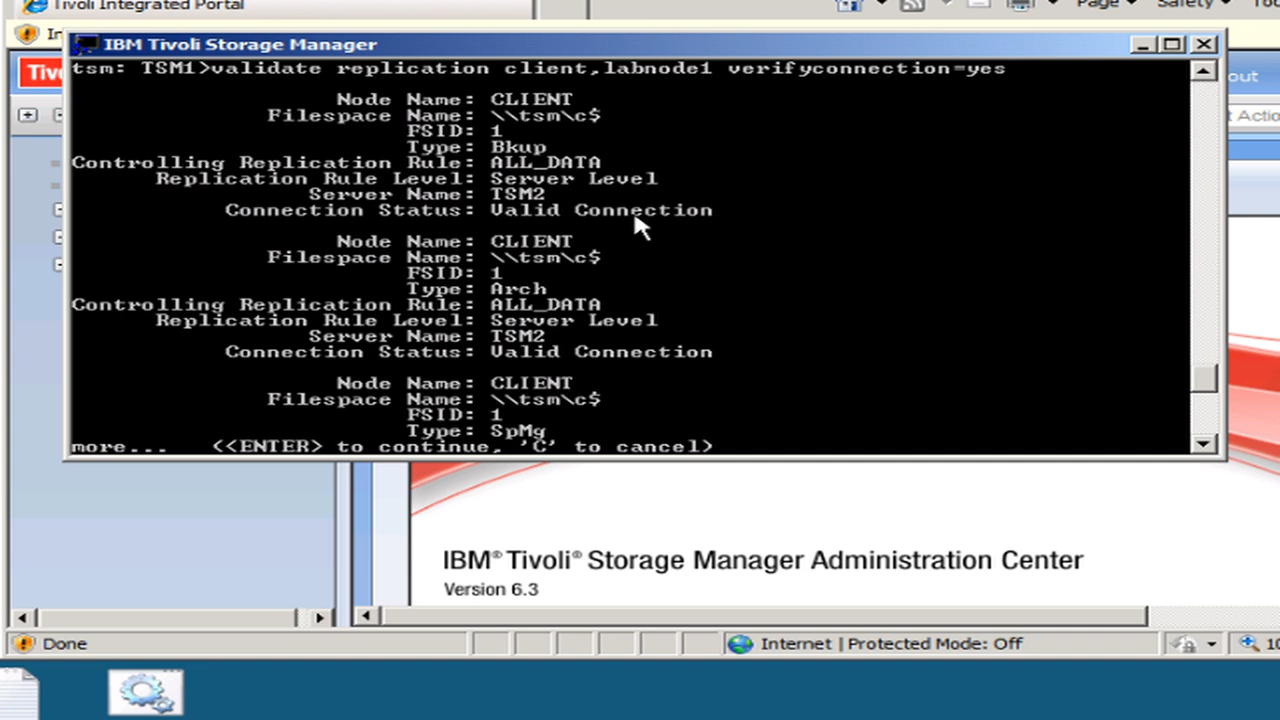 Tivoli Integrated Portal
Page
Safety
IBM Tivoli Storage Manager
Tiv
out
t Actio
tsm: TSM1>validate replication client,labnode1 verifyconnection=yes
Node Name: CLIENT
Filespace Name: \\tsm\c$
FSID: 1
Type: Bkup
Controlling Replication Rule: ALL_DATA
Replication Rule Level: Server Level
Server Name: TSM2
Connection Status: Valid Connection
Node Name: CLIENT
Filespace Name: \\tsm\c$
FSID: 1
Type: Arch
Controlling Replication Rule: ALL_DATA
Replication Rule Level: Server Level
Server Name: TSM2
Connection Status: Valid Connection
Node Name: CLIENT
Filespace Name: \\tsm\c$
FSID: 1
Type: SpMg
more... (<ENTER> to continue, 'C' to cancel)
IBM® Tivoli® Storage Manager Administration Center
Version 6.3
Done
Internet | Protected Mode: Off
10